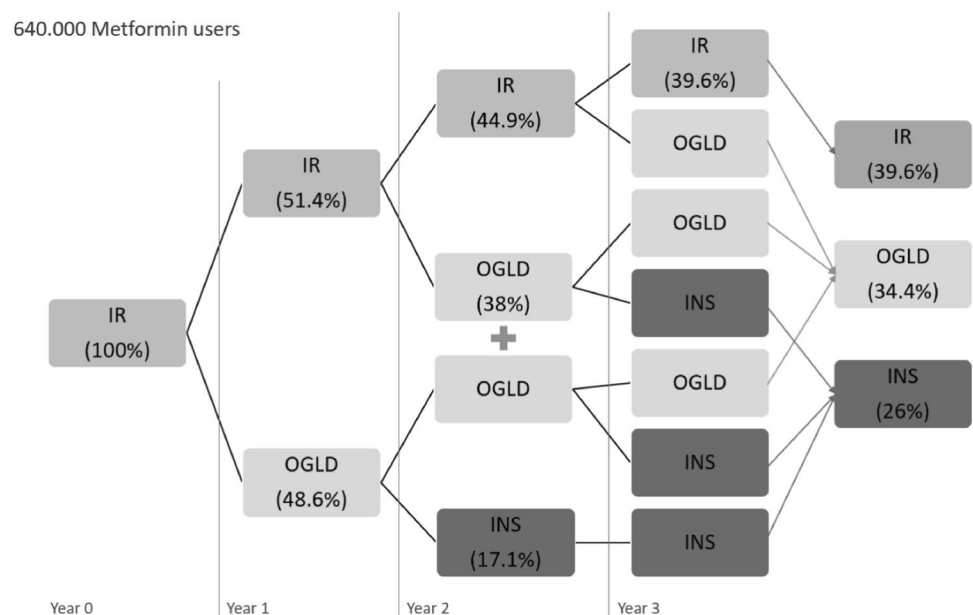 640.000 Metformin users
IR
(100%)
IR
(51.4%)
OGLD
(48.6%)
IR
(44.9%)
OGLD
(38%)
OGLD
INS
(17.1%)
IR
(39.6%)
OGLD
OGLD
INS
OGLD
INS
INS
IR
(39.6%)
OGLD
(34.4%)
INS
(26%)
Year 0
Year 1
Year 2
Year 3